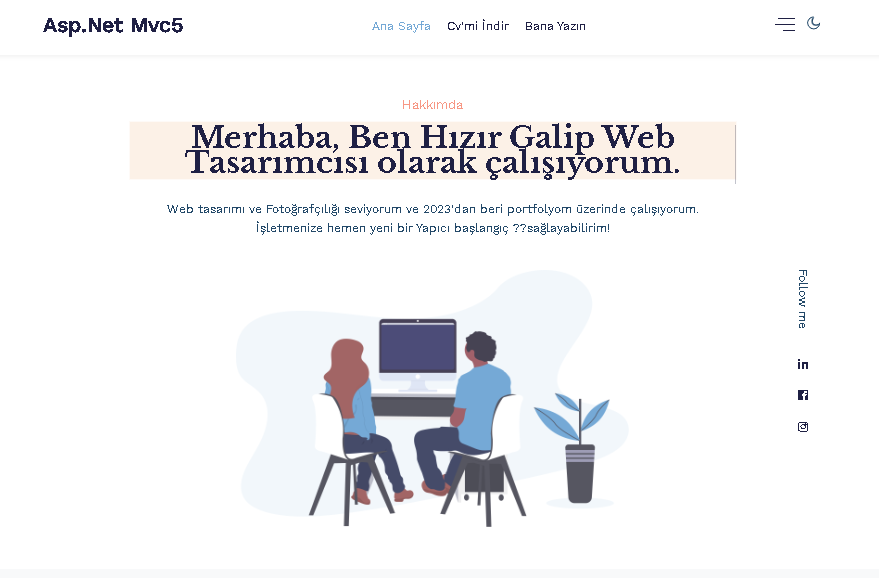 Asp.Net Mvc5
Ana Sayfa Cv'mi İndir Bana Yazın
Hakkımda
Merhaba, Ben Hızır Galip Web
Tasarımcısı olarak çalışıyorum.
Web tasarımı ve Fotoğrafçılığı seviyorum ve 2023'dan beri portfolyom üzerinde çalışıyorum.
İşletmenize hemen yeni bir Yapıcı başlangıç ??sağlayabilirim!
Follow me